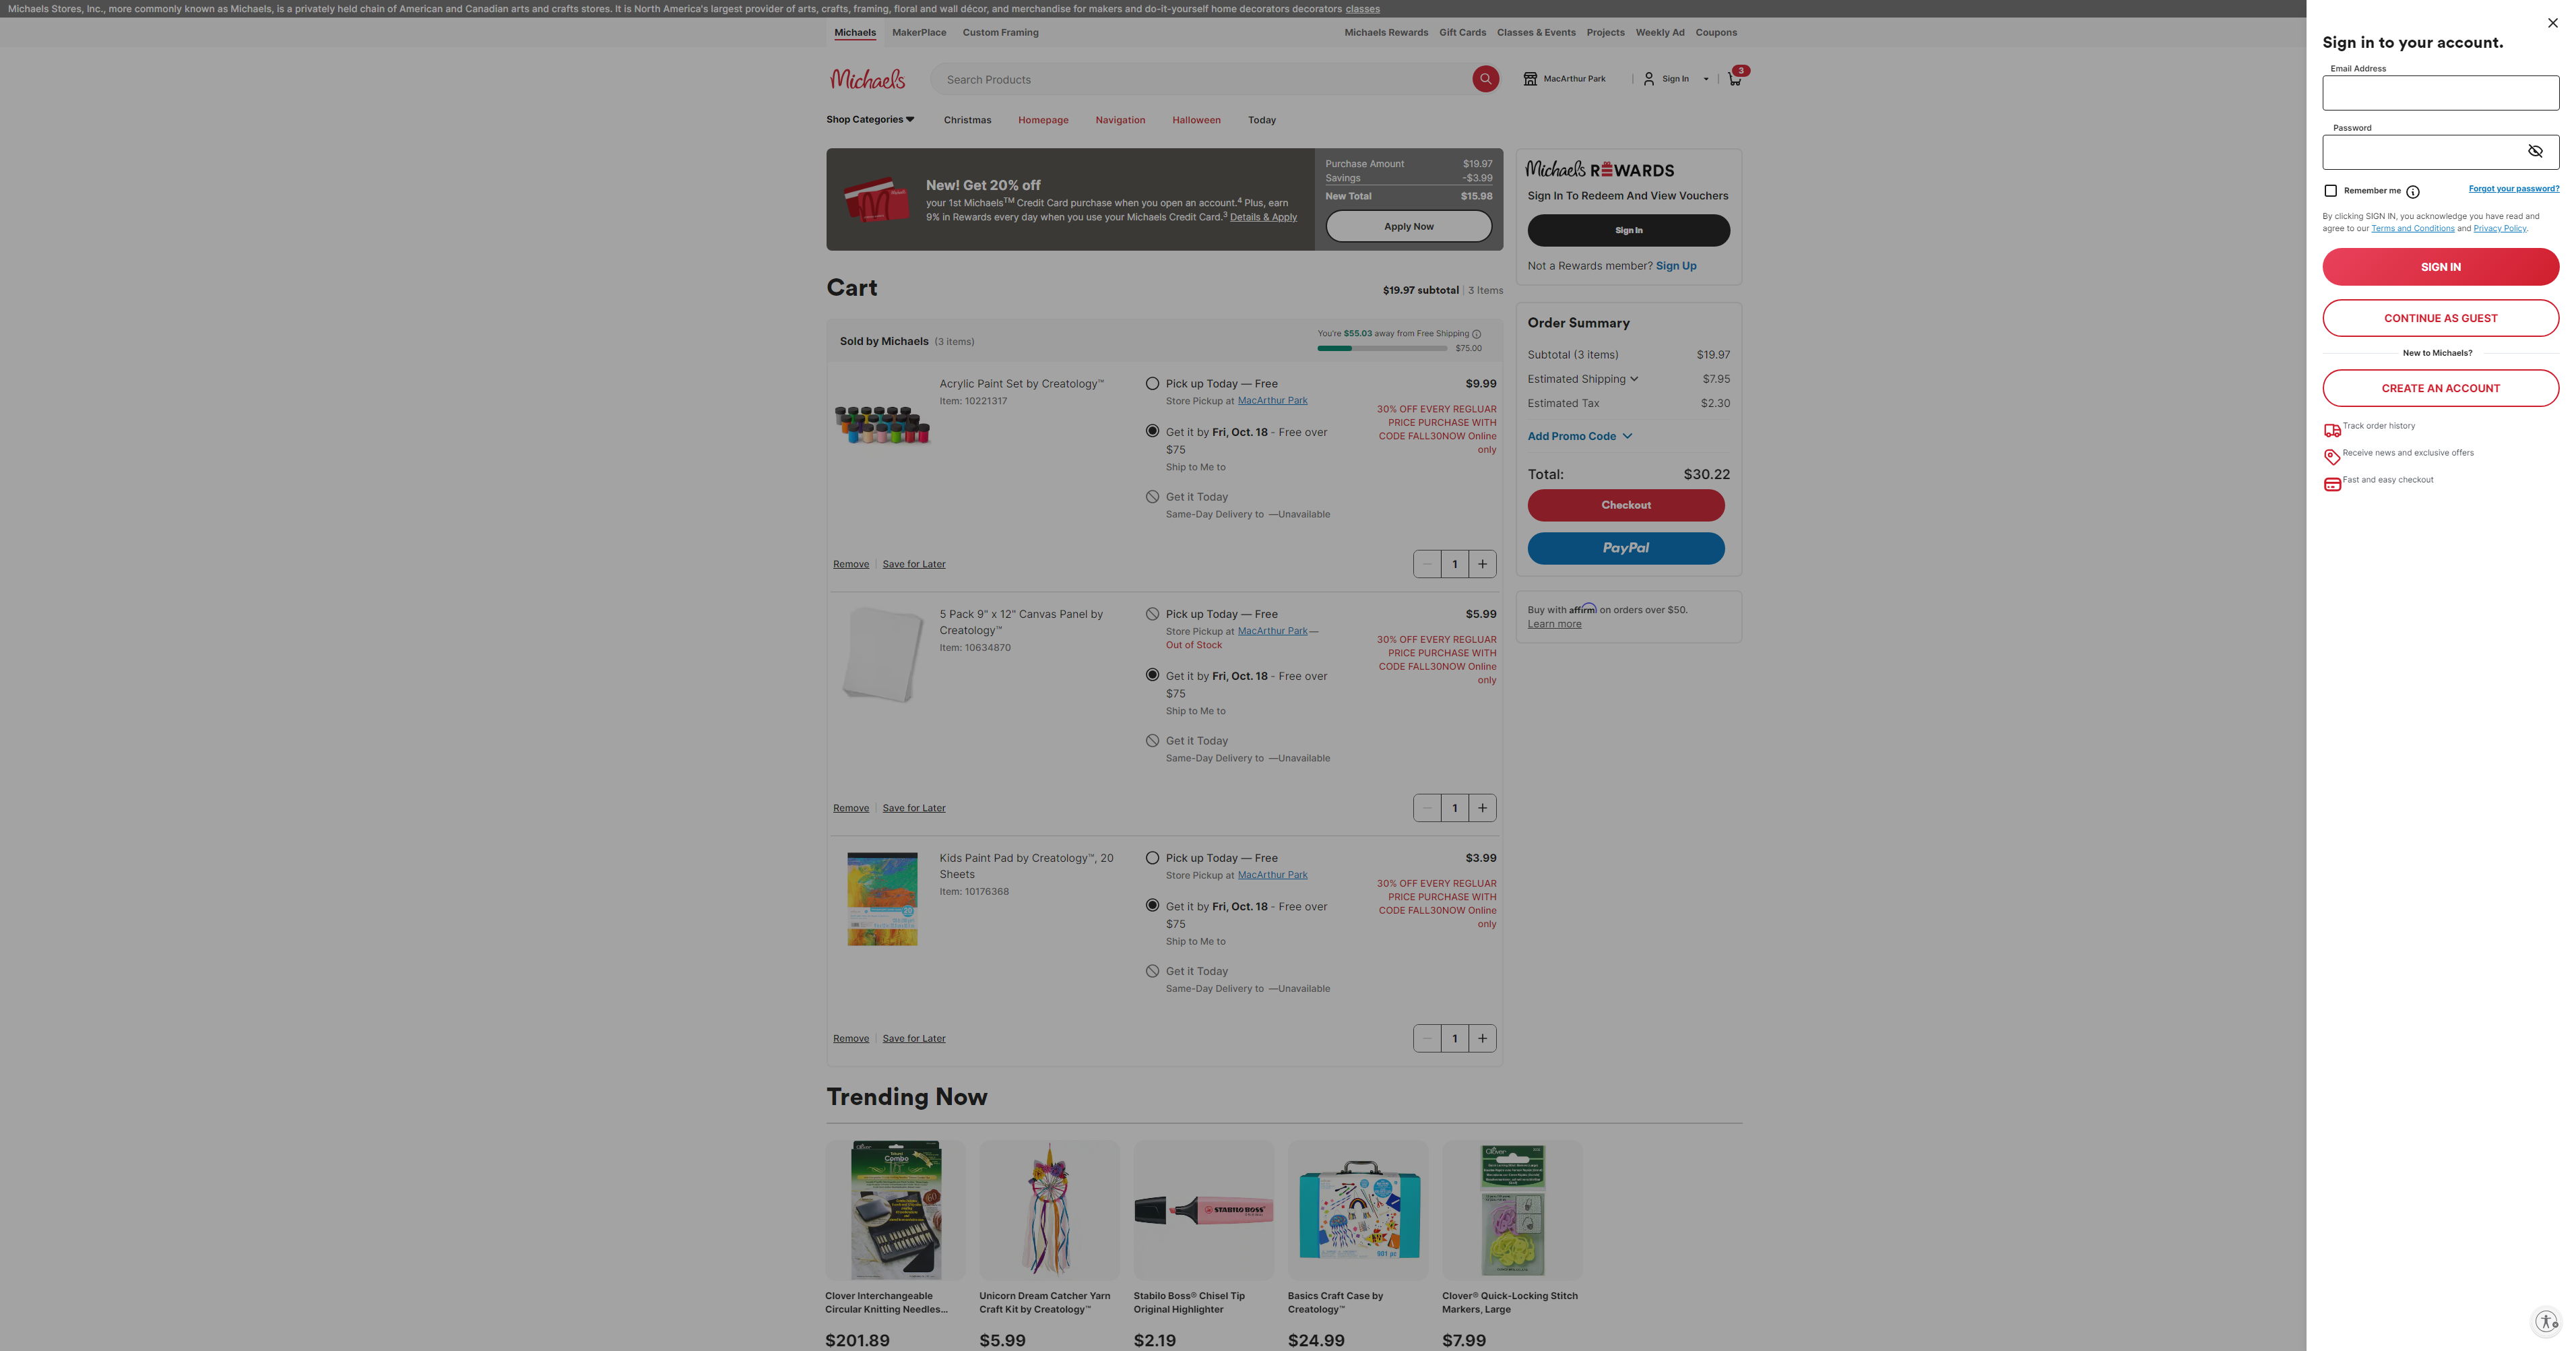 Michaels Stores, Inc., more commonly known as Michaels, is a privately held chain of American and Canadian arts and crafts stores. It is North America's largest provider of arts, crafts, framing, floral and wall décor, and merchandise for makers and do-it-yourself home decorators decorators classes
Michaels MakerPlace Custom Framing Michaels Rewards Gift Cards Classes & Events Projects Weekly Ad Coupons
Michaels Search Products MacArthur Park | Sign In | 3
Shop Categories Christmas Homepage Navigation Halloween Today
New! Get 20% off
your 1st Michaels™ Credit Card purchase when you open an account.4 Plus, earn
9% in Rewards every day when you use your Michaels Credit Card.3 Details & Apply
Purchase Amount $19.97
Savings -$3.99
New Total $15.98
Apply Now
Cart
$19.97 subtotal | 3 Items
Sold by Michaels (3 items)
You're $55.03 away from Free Shipping
$75.00
Acrylic Paint Set by Creatology™
Item: 10221317
Pick up Today — Free
Store Pickup at MacArthur Park
Get it by Fri, Oct. 18 - Free over
$75
Ship to Me to
Get it Today
Same-Day Delivery to —Unavailable
$9.99
30% OFF EVERY REGLUAR
PRICE PURCHASE WITH
CODE FALL30NOW Online
only
Remove | Save for Later
1
5 Pack 9" x 12" Canvas Panel by
Creatology™
Item: 10634870
Pick up Today — Free
Store Pickup at MacArthur Park—
Out of Stock
Get it by Fri, Oct. 18 - Free over
$75
Ship to Me to
Get it Today
Same-Day Delivery to —Unavailable
$5.99
30% OFF EVERY REGLUAR
PRICE PURCHASE WITH
CODE FALL30NOW Online
only
Remove | Save for Later
1
Kids Paint Pad by Creatology™, 20
Sheets
Item: 10176368
Pick up Today — Free
Store Pickup at MacArthur Park
Get it by Fri, Oct. 18 - Free over
$75
Ship to Me to
Get it Today
Same-Day Delivery to —Unavailable
$3.99
30% OFF EVERY REGLUAR
PRICE PURCHASE WITH
CODE FALL30NOW Online
only
Remove | Save for Later
1
Michaels REWARDS
Sign In To Redeem And View Vouchers
Sign In
Not a Rewards member? Sign Up
Order Summary
Subtotal (3 items) $19.97
Estimated Shipping $7.95
Estimated Tax $2.30
Add Promo Code
Total: $30.22
Checkout
PayPal
Buy with affirm on orders over $50.
Learn more
Trending Now
Clover
Combo
STABILO BOSS
Clover
Clover Interchangeable
Circular Knitting Needles...
$201.89
Unicorn Dream Catcher Yarn
Craft Kit by Creatology™
$5.99
Stabilo Boss® Chisel Tip
Original Highlighter
$2.19
Basics Craft Case by
Creatology™
$24.99
Clover® Quick-Locking Stitch
Markers, Large
$7.99
Sign in to your account.
Email Address
Password
Remember me
Forgot your password?
By clicking SIGN IN, you acknowledge you have read and
agree to our Terms and Conditions and Privacy Policy.
SIGN IN
CONTINUE AS GUEST
New to Michaels?
CREATE AN ACCOUNT
Track order history
Receive news and exclusive offers
Fast and easy checkout